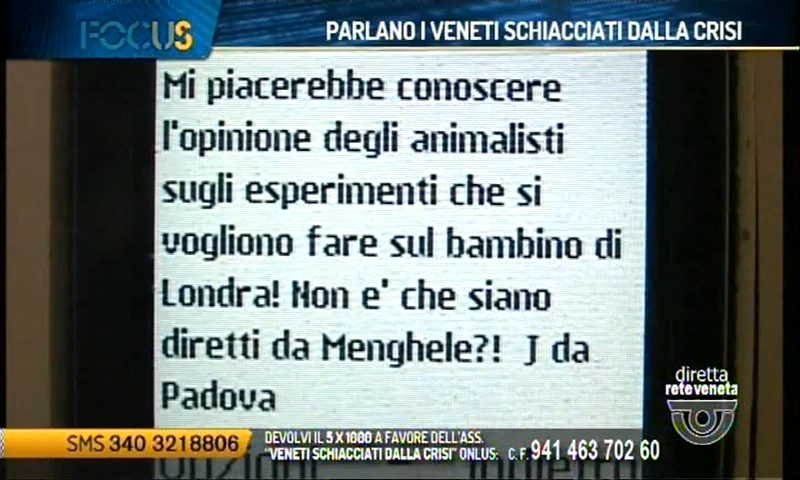 FOCUS
PARLANO I VENETI SCHIACCIATI DALLA CRISI
Mi piacerebbe conoscere
l'opinione degli animalisti
sugli esperimenti che si
vogliono fare sul bambino di
Londra! Non e' che siano
diretti da Menghele?! J da
Padova
diretta
reteveneta
SMS 340 3218806
DEVOLVI IL 5 X 1000 A FAVORE DELL'ASS.
"VENETI SCHIACCIATI DALLA CRISI" ONLUS: C. F. 941 463 702 60
Opzioni